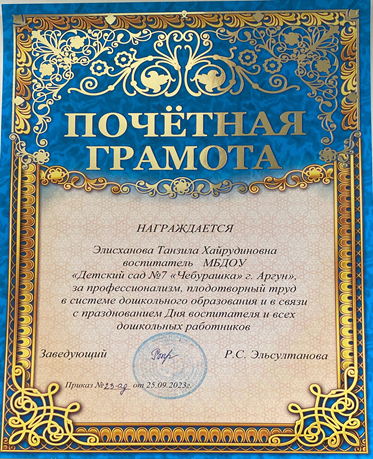 ПОЧЁТНАЯ
ГРАМОТА
НАГРАЖДАЕТСЯ
Элисханова Танзила Хайрудиновна
воспитатель МБДОУ
«Детский сад №7 «Чебурашка» г. Аргун»,
за профессионализм, плодотворный труд
в системе дошкольного образования и в связи
с празднованием Дня воспитателя и всех
дошкольных работников
Заведующий Р.С. Эльсултанова
Приказ №23-од от 25.09.2023г.